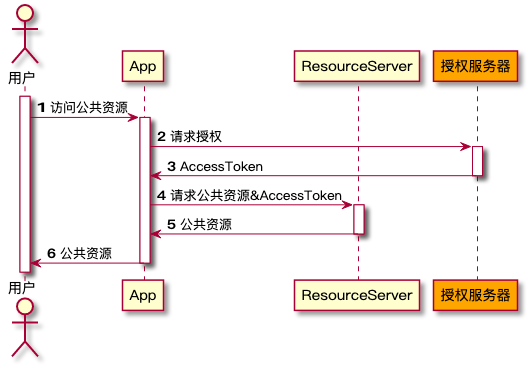 用户
App
ResourceServer
授权服务器
1 访问公共资源
2 请求授权
3 AccessToken
4 请求公共资源&AccessToken
5 公共资源
6 公共资源
用户
App
ResourceServer
授权服务器